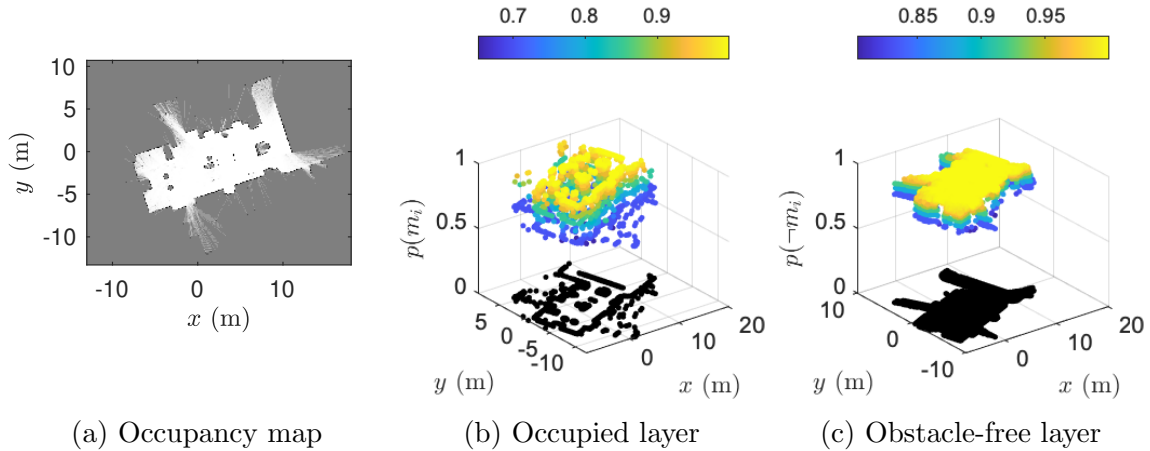 0.7 0.8 0.9
0.85 0.9 0.95
10
5
0
-5
-10
y (m)
-10 0 10
x (m)
1
0.5
0
p(m_i)
5
0
-5
-10
y (m)
0
10
20
x (m)
1
0.5
0
p(¬m_i)
10
0
-10
y (m)
0
10
20
x (m)
(a) Occupancy map
(b) Occupied layer
(c) Obstacle-free layer